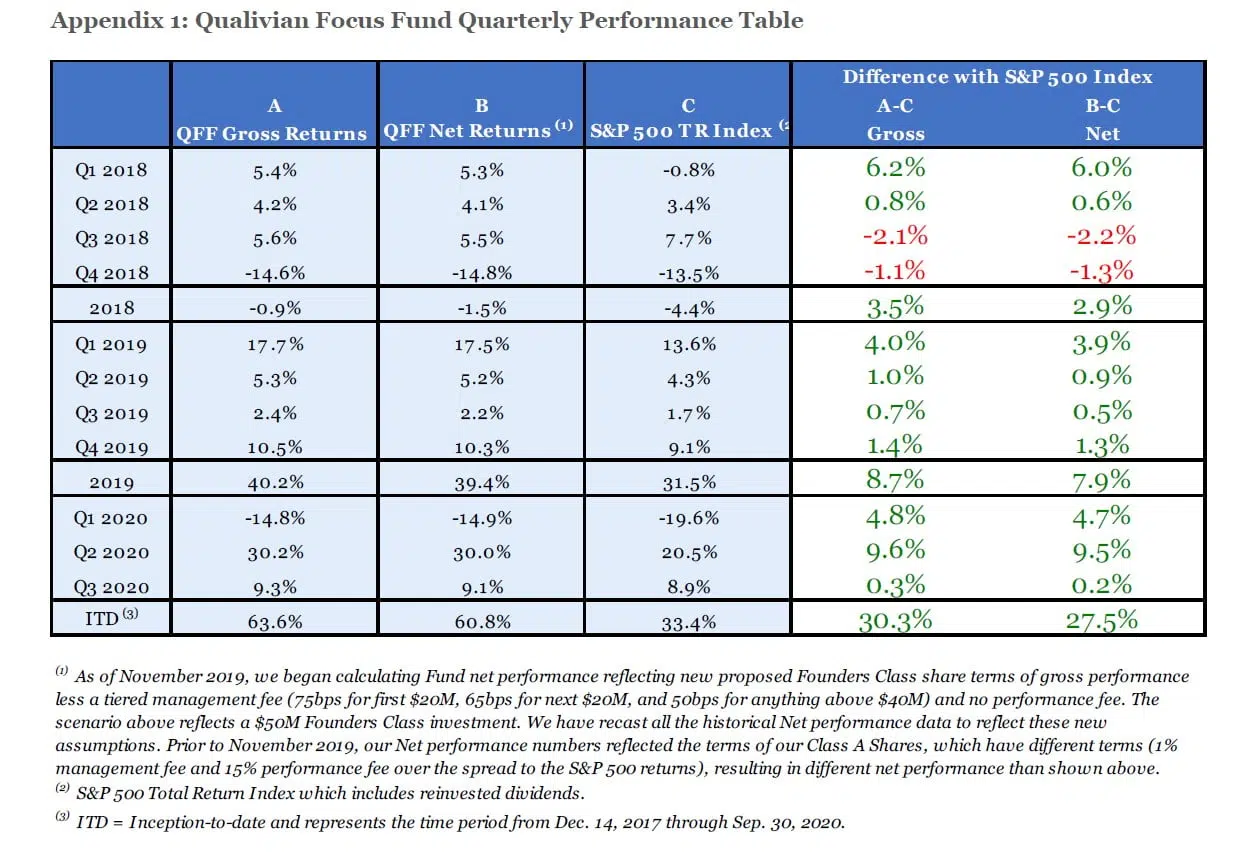 Appendix 1: Qualivian Focus Fund Quarterly Performance Table
Difference with S&P 500 Index
A B C A-C B-C
QFF Gross Returns QFF Net Returns (1) S&P 500 TR Index (2 Gross Net
Q1 2018 5.4% 5.3% -0.8% 6.2% 6.0%
Q2 2018 4.2% 4.1% 3.4% 0.8% 0.6%
Q3 2018 5.6% 5.5% 7.7% -2.1% -2.2%
Q4 2018 -14.6% -14.8% -13.5% -1.1% -1.3%
2018 -0.9% -1.5% -4.4% 3.5% 2.9%
Q1 2019 17.7% 17.5% 13.6% 4.0% 3.9%
Q2 2019 5.3% 5.2% 4.3% 1.0% 0.9%
Q3 2019 2.4% 2.2% 1.7% 0.7% 0.5%
Q4 2019 10.5% 10.3% 9.1% 1.4% 1.3%
2019 40.2% 39.4% 31.5% 8.7% 7.9%
Q1 2020 -14.8% -14.9% -19.6% 4.8% 4.7%
Q2 2020 30.2% 30.0% 20.5% 9.6% 9.5%
Q3 2020 9.3% 9.1% 8.9% 0.3% 0.2%
ITD (3) 63.6% 60.8% 33.4% 30.3% 27.5%
(1) As of November 2019, we began calculating Fund net performance reflecting new proposed Founders Class share terms of gross performance
less a tiered management fee (75bps for first $20M, 65bps for next $20M, and 50bps for anything above $40M) and no performance fee. The
scenario above reflects a $50M Founders Class investment. We have recast all the historical Net performance data to reflect these new
assumptions. Prior to November 2019, our Net performance numbers reflected the terms of our Class A Shares, which have different terms (1%
management fee and 15% performance fee over the spread to the S&P 500 returns), resulting in different net performance than shown above.
(2) S&P 500 Total Return Index which includes reinvested dividends.
(3) ITD = Inception-to-date and represents the time period from Dec. 14, 2017 through Sep. 30, 2020.